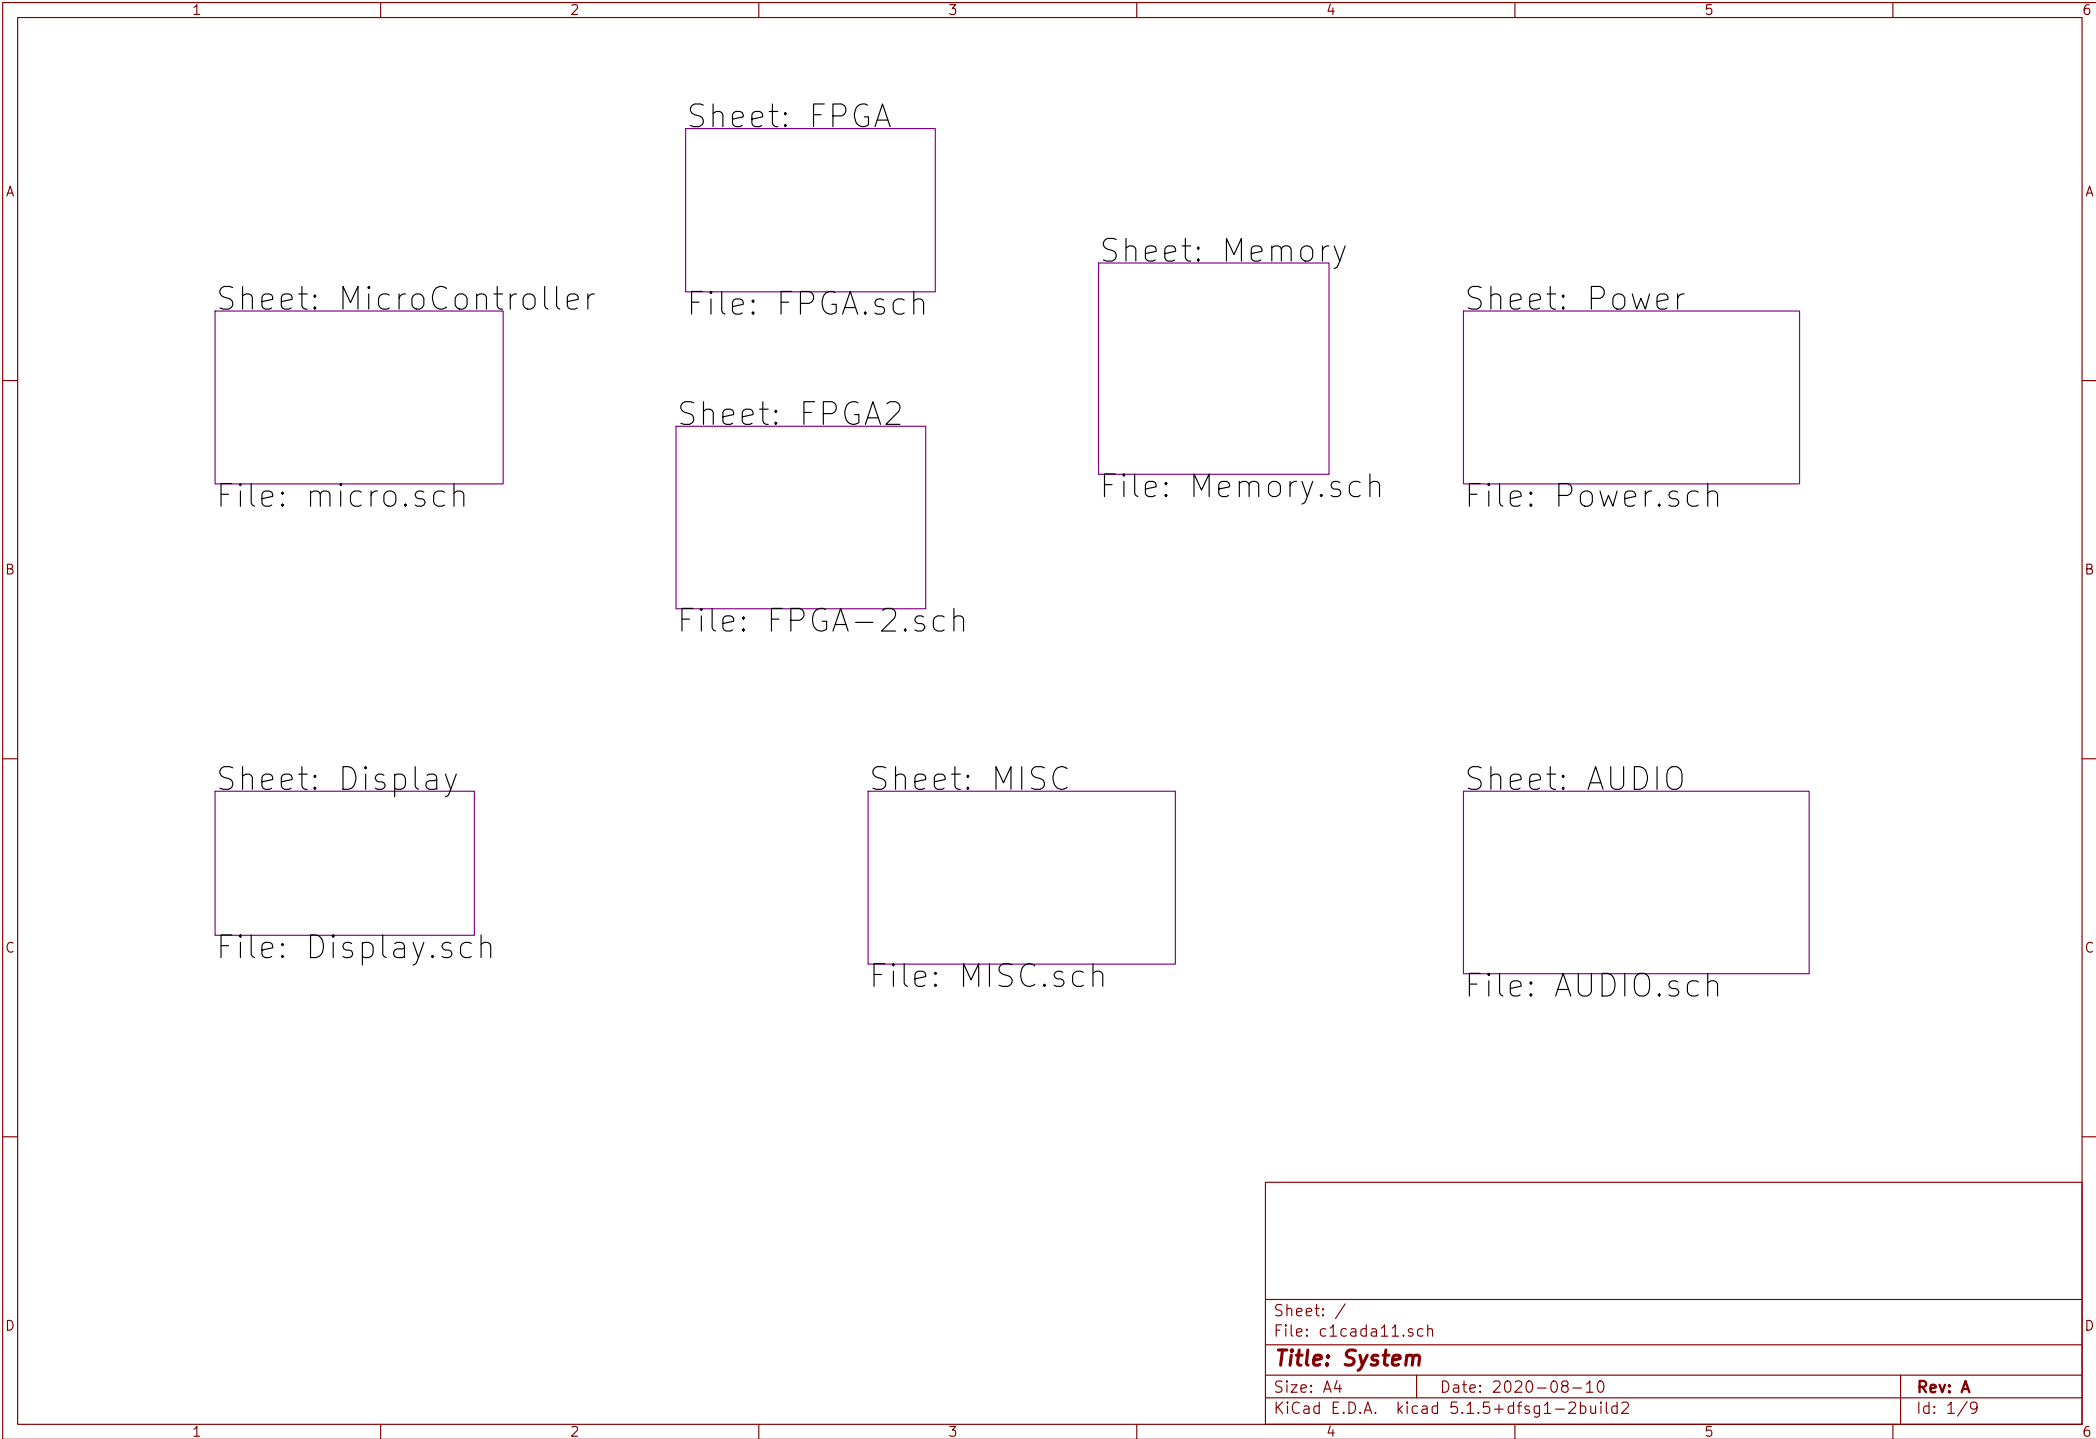 1 2 3 4 5 6
A A
Sheet: FPGA
File: FPGA.sch
Sheet: Memory
File: Memory.sch
Sheet: MicroController
File: micro.sch
Sheet: Power
File: Power.sch
Sheet: FPGA2
File: FPGA-2.sch
B B
Sheet: Display
File: Display.sch
Sheet: MISC
File: MISC.sch
Sheet: AUDIO
File: AUDIO.sch
C C
D D
Sheet: /
File: c1cada11.sch
Title: System
Size: A4 Date: 2020-08-10 Rev: A
KiCad E.D.A. kicad 5.1.5+dfsg1-2build2 Id: 1/9
1 2 3 4 5 6